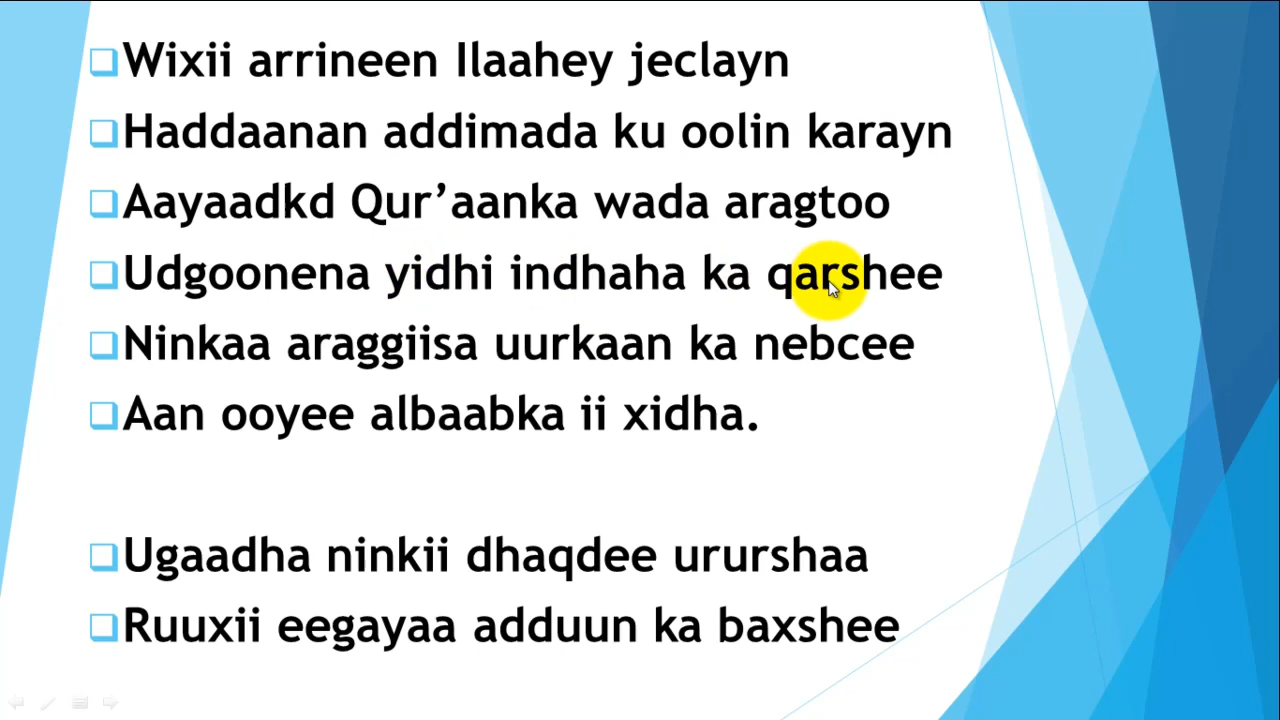 Wixii arrineen Ilaahey jeclayn
Haddaanan addimada ku oolin karayn
Aayaadkd Qur’aanka wada aragtoo
Udgoonena yidhi indhaha ka qarshee
Ninkaa araggiisa uurkaan ka nebcee
Aan ooyee albaabka ii xidha.
Ugaadha ninkii dhaqdee ururshaa
Ruuxii eegayaa adduun ka baxshee